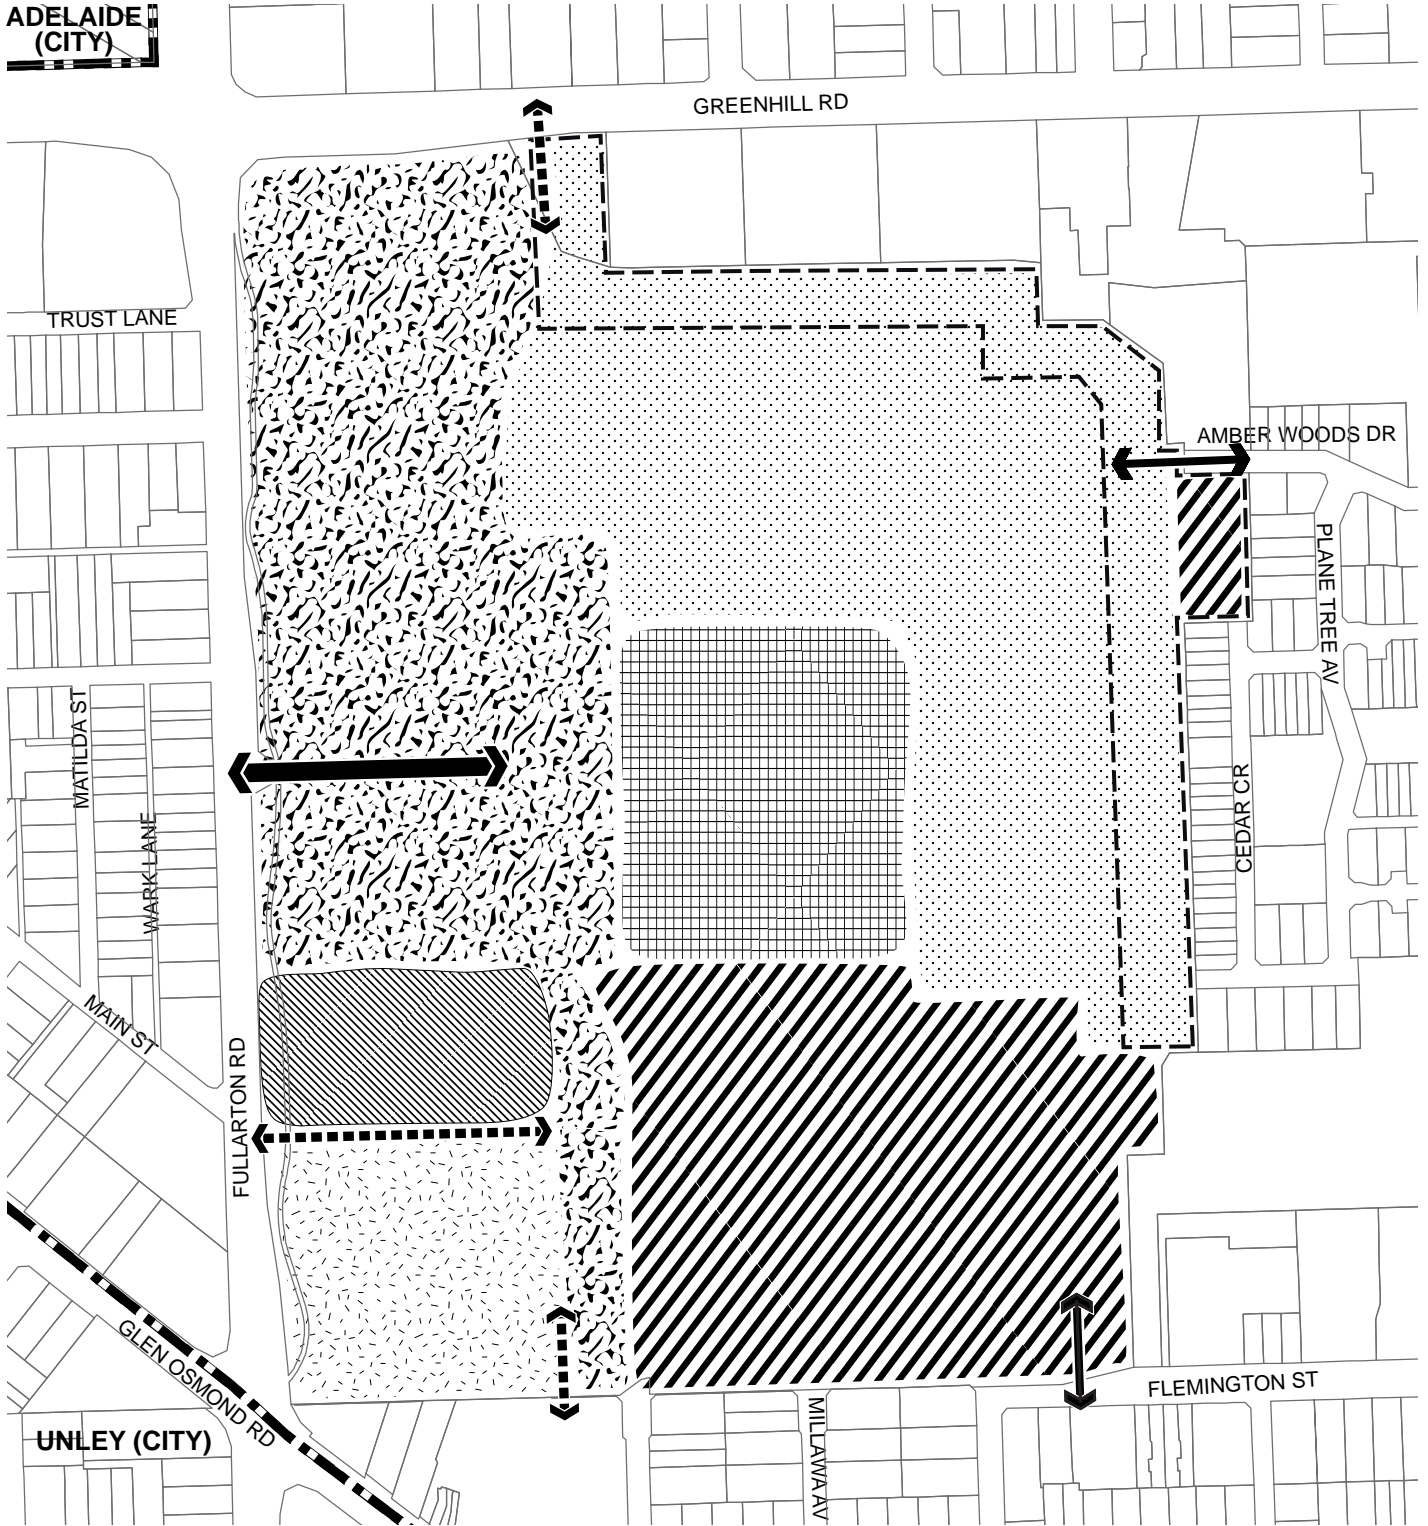 ADELAIDE
(CITY)
GREENHILL RD
TRUST LANE
AMBER WOODS DR
PLANE TREE AV
MATILDA ST
WARK LANE
CEDAR CR
MAIN ST
FULLARTON RD
GLEN OSMOND RD
FLEMINGTON ST
MILLAWA AV
UNLEY (CITY)